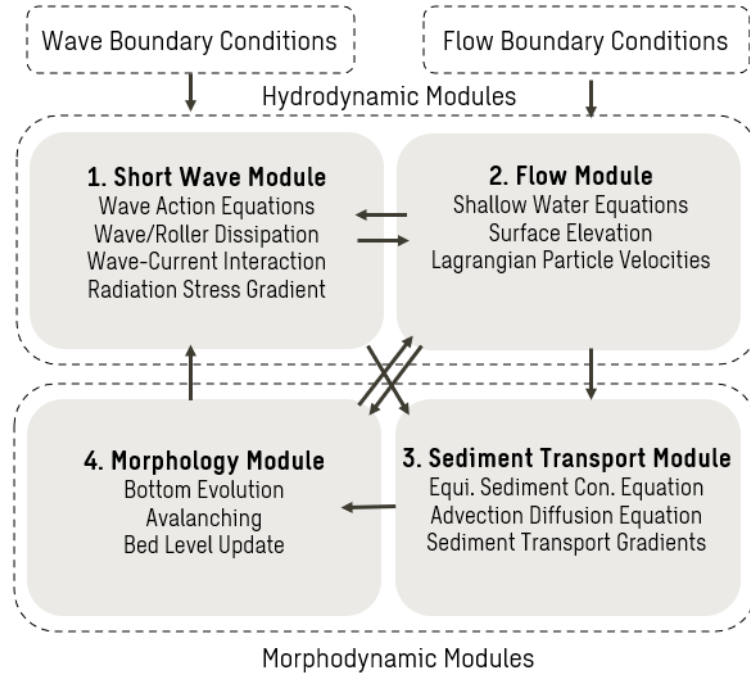 Wave Boundary Conditions
Flow Boundary Conditions
Hydrodynamic Modules
1. Short Wave Module
Wave Action Equations
Wave/Roller Dissipation
Wave-Current Interaction
Radiation Stress Gradient
2. Flow Module
Shallow Water Equations
Surface Elevation
Lagrangian Particle Velocities
4. Morphology Module
Bottom Evolution
Avalanching
Bed Level Update
3. Sediment Transport Module
Equi. Sediment Con. Equation
Advection Diffusion Equation
Sediment Transport Gradients
Morphodynamic Modules